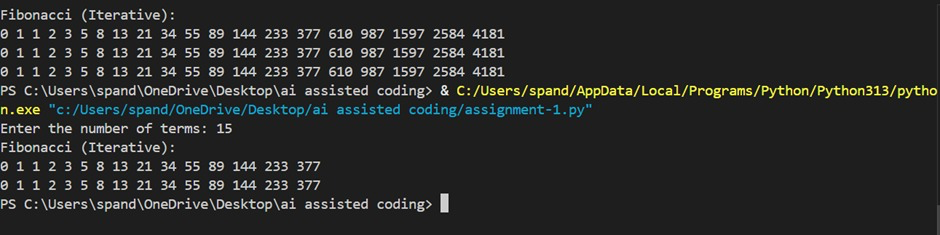 Fibonacci (Iterative):
0 1 1 2 3 5 8 13 21 34 55 89 144 233 377 610 987 1597 2584 4181
0 1 1 2 3 5 8 13 21 34 55 89 144 233 377 610 987 1597 2584 4181
0 1 1 2 3 5 8 13 21 34 55 89 144 233 377 610 987 1597 2584 4181
PS C:\Users\spand\OneDrive\Desktop\ai assisted coding> & C:/Users/spand/AppData/Local/Programs/Python/Python313/pytho
n.exe "c:/Users/spand/OneDrive/Desktop/ai assisted coding/assignment-1.py"
Enter the number of terms: 15
Fibonacci (Iterative):
0 1 1 2 3 5 8 13 21 34 55 89 144 233 377
0 1 1 2 3 5 8 13 21 34 55 89 144 233 377
PS C:\Users\spand\OneDrive\Desktop\ai assisted coding>